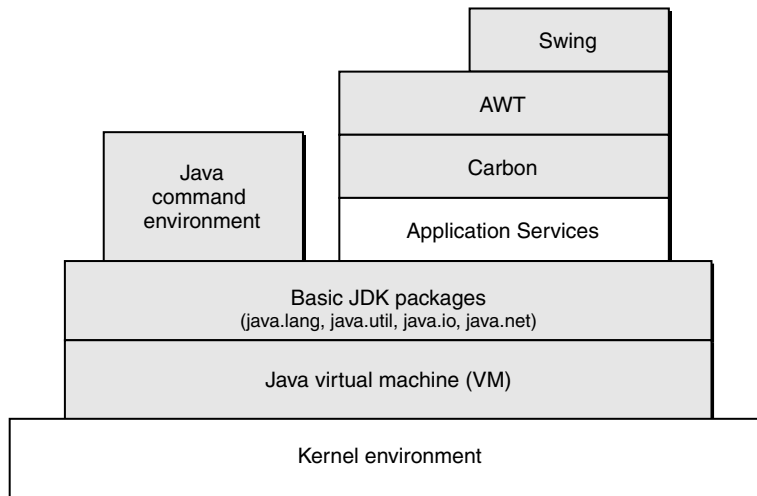 Swing
AWT
Carbon
Application Services
Java
command
environment
Basic JDK packages
(java.lang, java.util, java.io, java.net)
Java virtual machine (VM)
Kernel environment